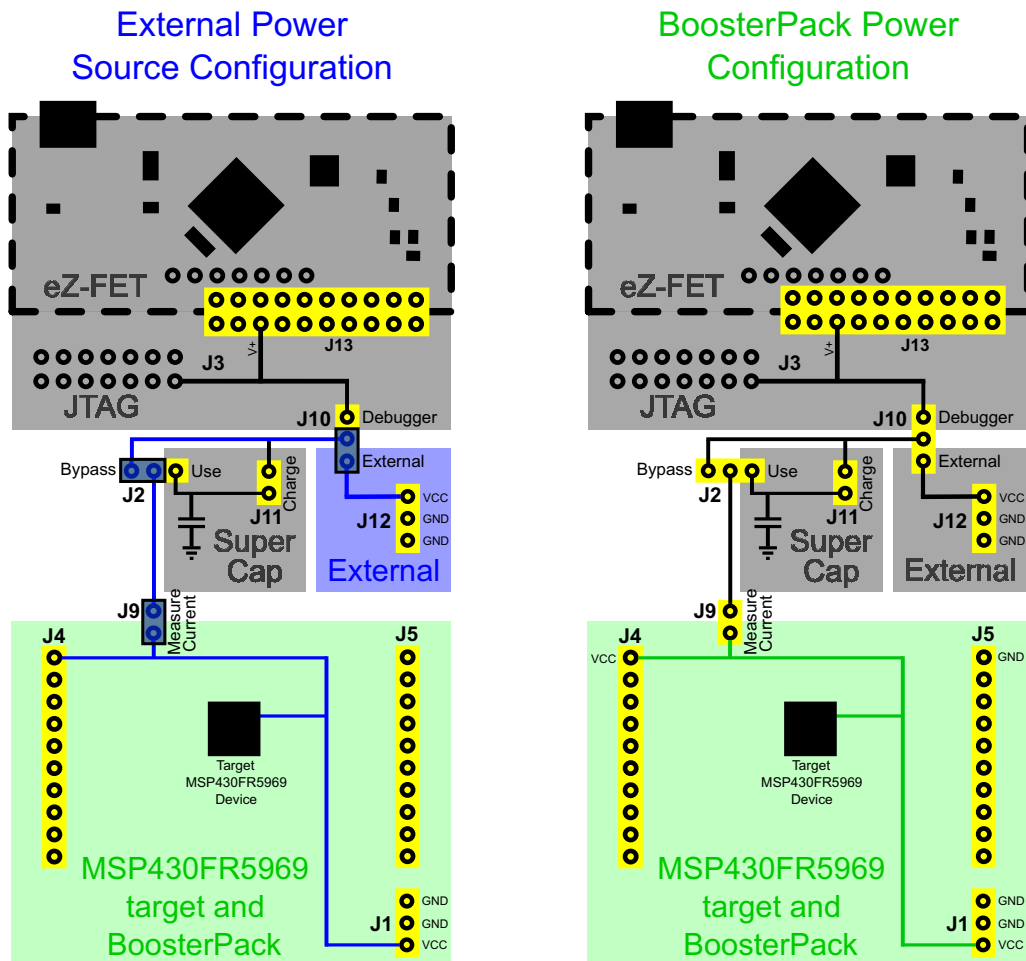 External Power
Source Configuration
eZ-FET
J13
V+
J3
JTAG
J10
Debugger
External
Bypass
Use
J2
Charge
J11
VCC
J12
GND
GND
Super
Cap
External
J9
Measure
Current
J4
J5
Target
MSP430FR5969
Device
MSP430FR5969
target and
BoosterPack
GND
J1
GND
VCC
BoosterPack Power
Configuration
eZ-FET
J13
V+
J3
JTAG
J10
Debugger
External
Bypass
Use
J2
Charge
J11
VCC
J12
GND
GND
Super
Cap
External
J9
Measure
Current
J4
J5
VCC
GND
Target
MSP430FR5969
Device
MSP430FR5969
target and
BoosterPack
GND
J1
GND
VCC